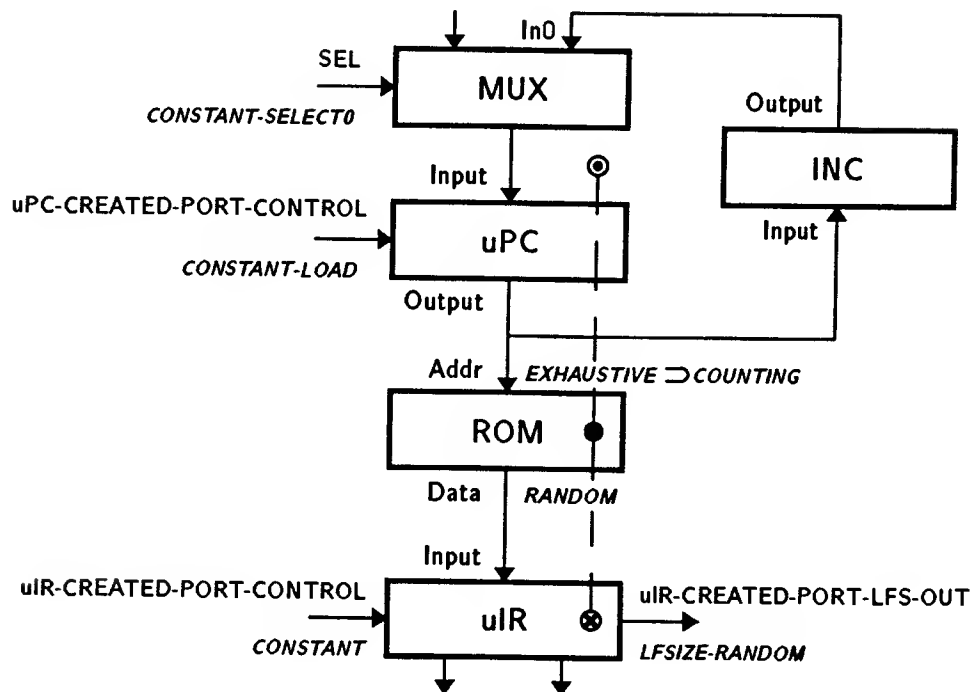 In0
SEL
MUX
CONSTANT-SELECT0
Output
INC
Input
Input
uPC-CREATED-PORT-CONTROL
uPC
CONSTANT-LOAD
Output
Addr
EXHAUSTIVE ⊃ COUNTING
ROM
Data
RANDOM
Input
uIR-CREATED-PORT-CONTROL
uIR-CREATED-PORT-LFS-OUT
uIR
CONSTANT
LFSIZE-RANDOM